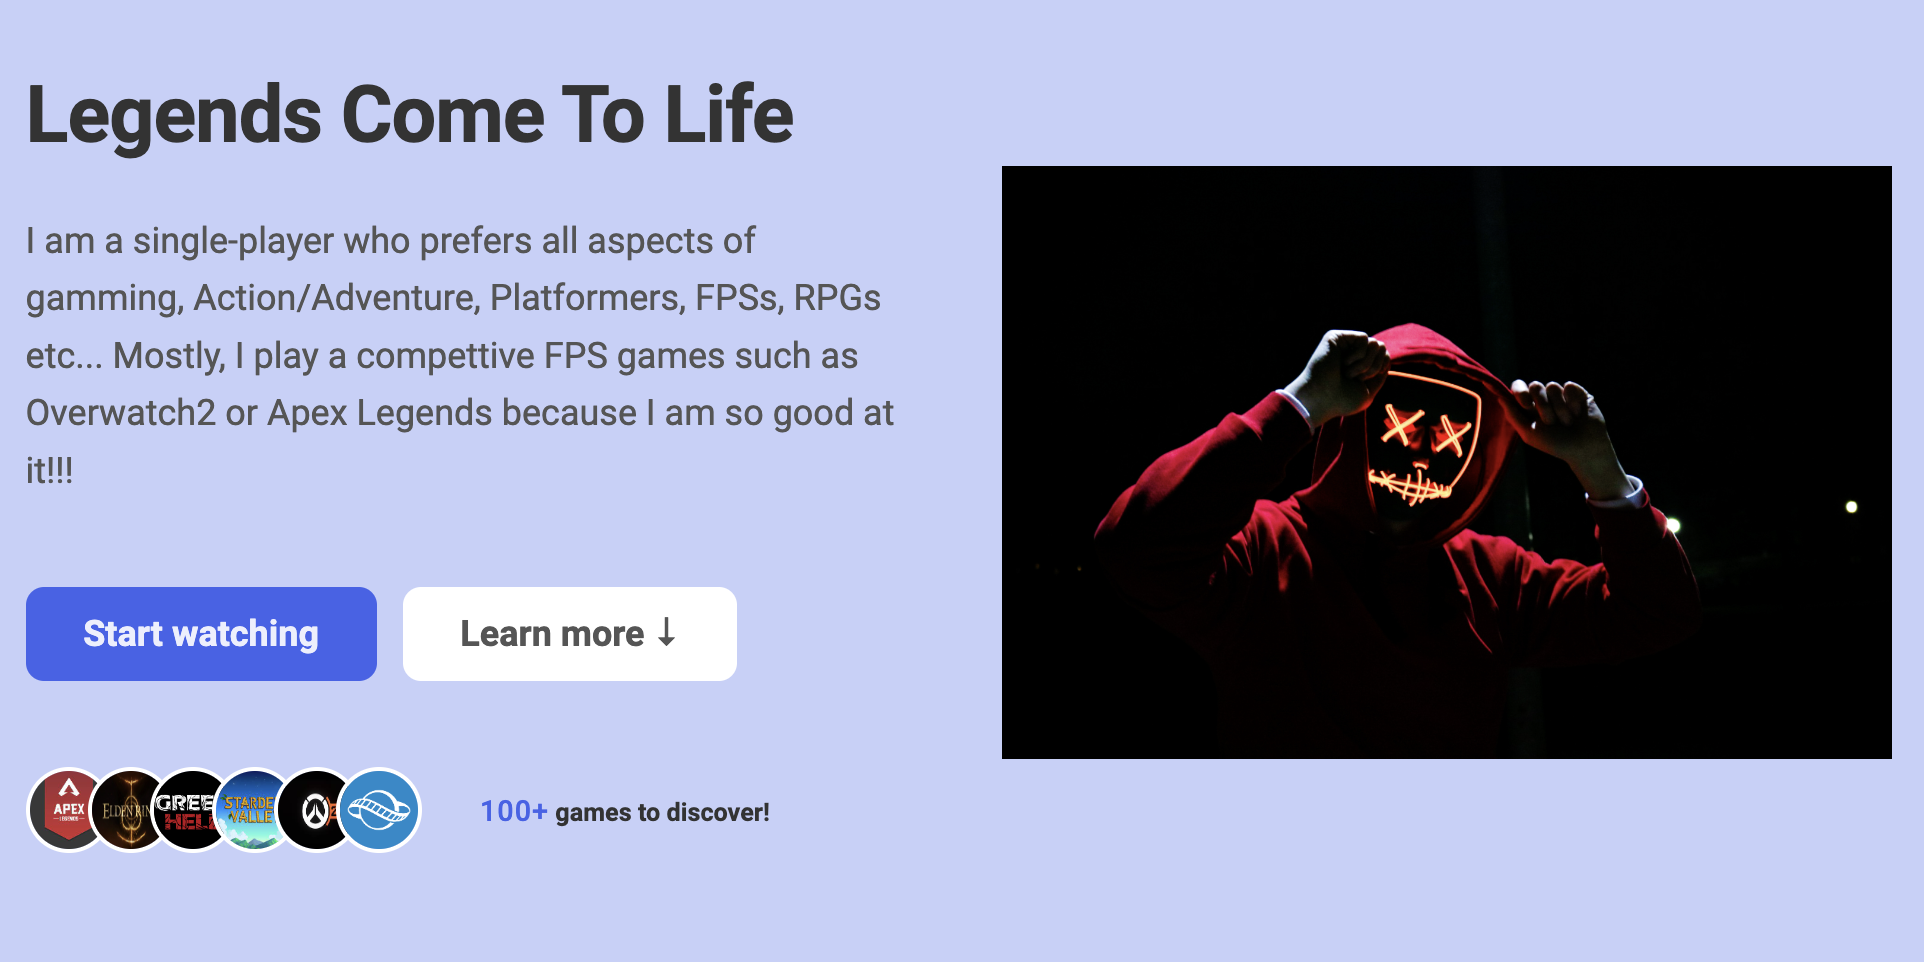 Legends Come To Life
I am a single-player who prefers all aspects of
gamming, Action/Adventure, Platformers, FPSs, RPGs
etc... Mostly, I play a compettive FPS games such as
Overwatch2 or Apex Legends because I am so good at
it!!!
Start watching
Learn more ↓
APEX
LEGENDS
ELDEN RIN
GREE
HEL
STARDE
VALLE
2
100+ games to discover!